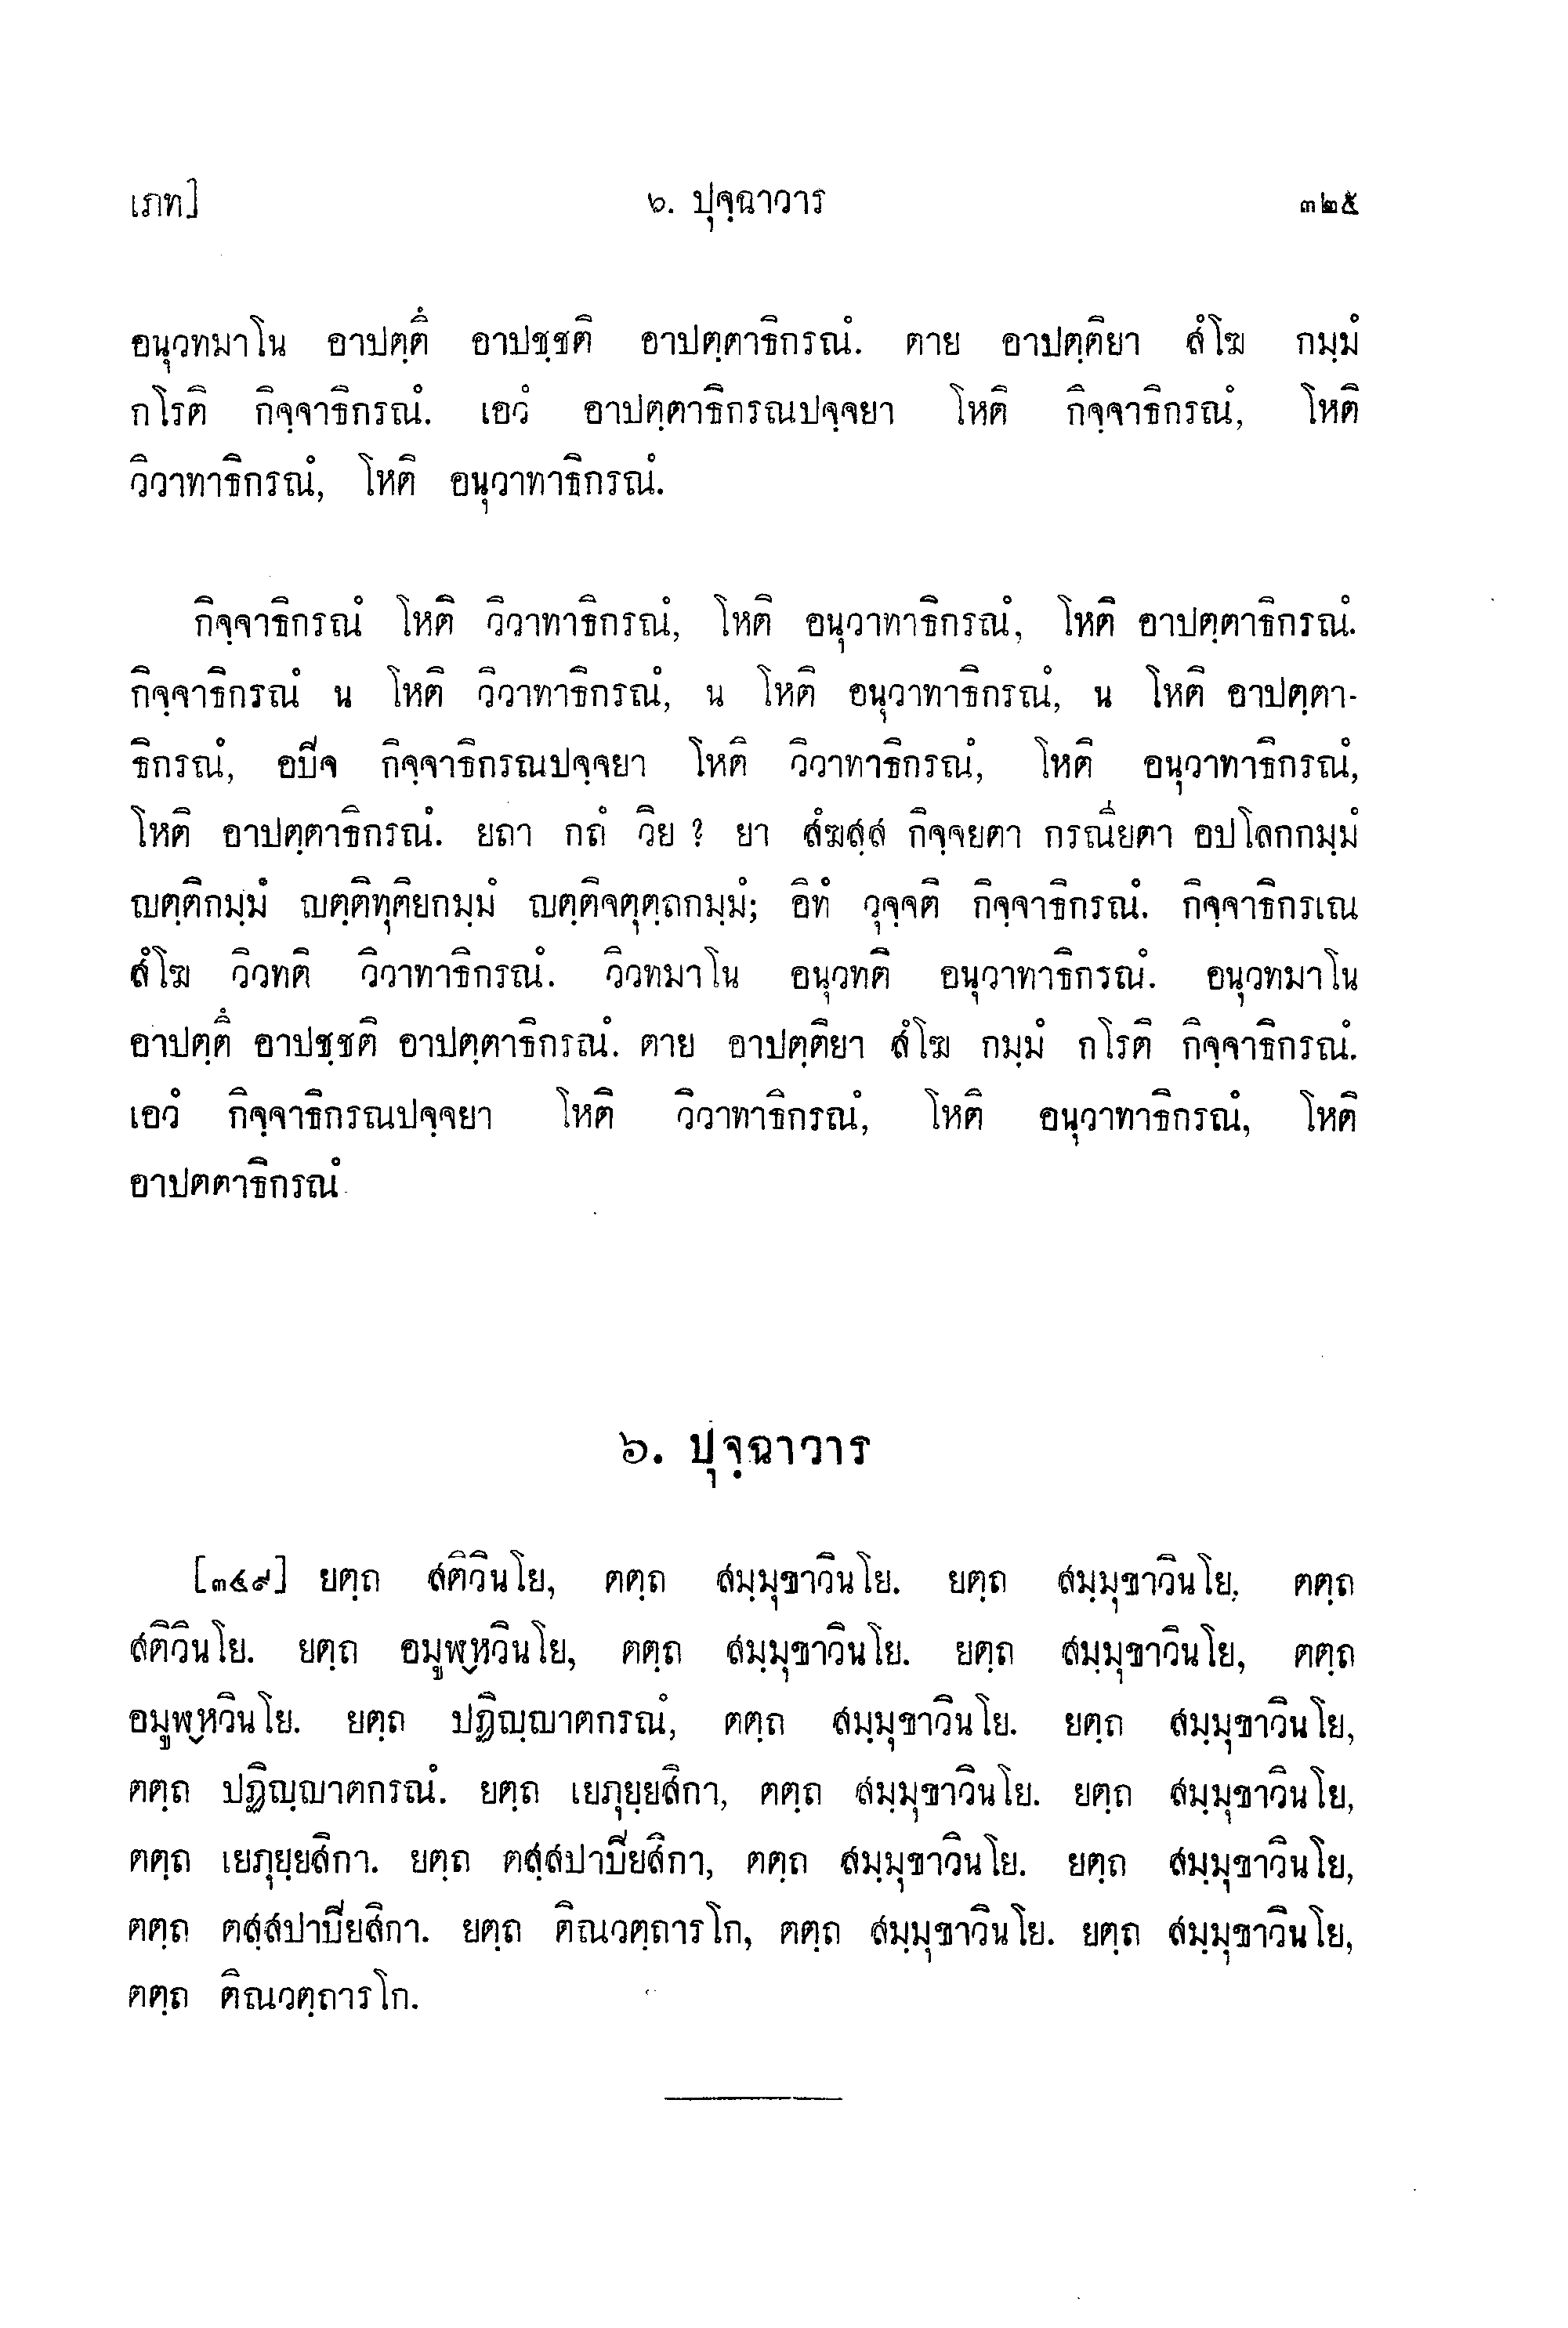 เภท]
๖. ปุจฺฉาวาร
๓๒๕
อนุวทมาโน อาปตฺตึ อาปชฺชติ อาปตฺตาธิกรณํ. ตาย อาปตฺติยา สํโฆ กมฺมํ
กโรติ กิจฺจาธิกรณํ. เอวํ อาปตฺตาธิกรณปจฺจยา โหติ กิจฺจาธิกรณํ, โหติ
วิวาทาธิกรณํ, โหติ อนุวาทาธิกรณํ.
กิจฺจาธิกรณํ โหติ วิวาทาธิกรณํ, โหติ อนุวาทาธิกรณํ, โหติ อาปตฺตาธิกรณํ.
กิจฺจาธิกรณํ น โหติ วิวาทาธิกรณํ, น โหติ อนุวาทาธิกรณํ, น โหติ อาปตฺตา-
ธิกรณํ, อปิจ กิจฺจาธิกรณปจฺจยา โหติ วิวาทาธิกรณํ, โหติ อนุวาทาธิกรณํ,
โหติ อาปตฺตาธิกรณํ. ยถา กถํ วิย ? ยา สํฆสฺส กิจฺจยตา กรณียตา อปโลกกมฺมํ
ญตฺติกมฺมํ ญตฺติทุติยกมฺมํ ญตฺติจตุตฺถกมฺมํ; อิทํ วุจฺจติ กิจฺจาธิกรณํ. กิจฺจาธิกรเณ
สํโฆ วิวทติ วิวาทาธิกรณํ. วิวทมาโน อนุวทติ อนุวาทาธิกรณํ. อนุวทมาโน
อาปตฺตึ อาปชฺชติ อาปตฺตาธิกรณํ. ตาย อาปตฺติยา สํโฆ กมฺมํ กโรติ กิจฺจาธิกรณํ.
เอวํ กิจฺจาธิกรณปจฺจยา โหติ วิวาทาธิกรณํ, โหติ อนุวาทาธิกรณํ, โหติ
อาปตตาธิกรณํ
๖. ปุจฺฉาวาร
[๓๔๙] ยตฺถ สติวินโย, ตตฺถ สมฺมุขาวินโย. ยตฺถ สมฺมุขาวินโย, ตตฺถ
สติวินโย. ยตฺถ อมูฬฺหวินโย, ตตฺถ สมฺมุขาวินโย. ยตฺถ สมฺมุขาวินโย, ตตฺถ
อมูฬฺหวินโย. ยตฺถ ปฏิญฺญาตกรณํ, ตตฺถ สมฺมุขาวินโย. ยตฺถ สมฺมุขาวินโย,
ตตฺถ ปฏิญฺญาตกรณํ. ยตฺถ เยภุยฺยสิกา, ตตฺถ สมฺมุขาวินโย. ยตฺถ สมฺมุขาวินโย,
ตตฺถ เยภุยฺยสิกา. ยตฺถ ตสฺสปาปิยสิกา, ตตฺถ สมฺมุขาวินโย. ยตฺถ สมฺมุขาวินโย,
ตตฺถ ตสฺสปาปิยสิกา. ยตฺถ ติณวตฺถารโก, ตตฺถ สมฺมุขาวินโย. ยตฺถ สมฺมุขาวินโย,
ตตฺถ ติณวตฺถารโก.